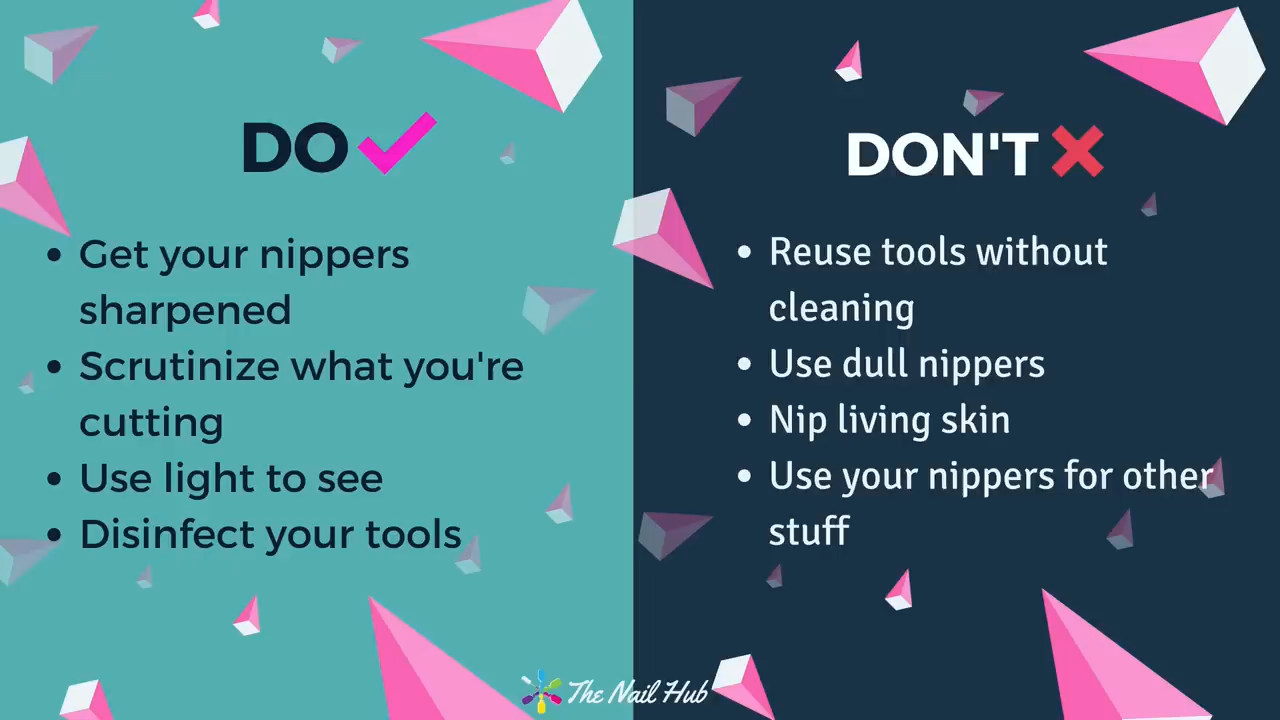 DO
Get your nippers
sharpened
Scrutinize what you're
cutting
Use light to see
Disinfect your tools
DON'T
Reuse tools without
cleaning
Use dull nippers
Nip living skin
Use your nippers for other
stuff
The Nail Hub